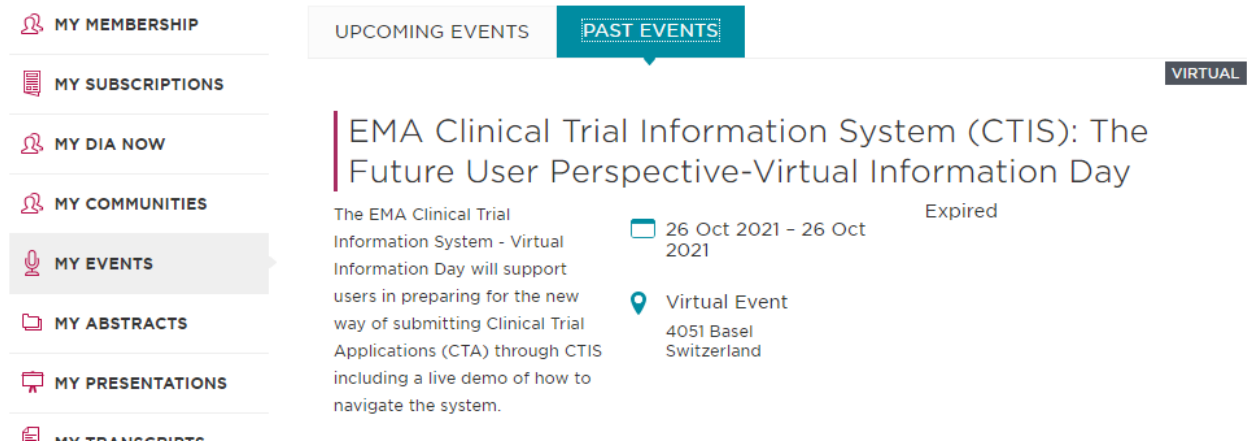 MY MEMBERSHIP
MY SUBSCRIPTIONS
MY DIA NOW
MY COMMUNITIES
MY EVENTS
MY ABSTRACTS
MY PRESENTATIONS
MY TRANSCRIPTS
UPCOMING EVENTS
PAST EVENTS
VIRTUAL
EMA Clinical Trial Information System (CTIS): The
Future User Perspective-Virtual Information Day
The EMA Clinical Trial
Information System - Virtual
Information Day will support
users in preparing for the new
way of submitting Clinical Trial
Applications (CTA) through CTIS
including a live demo of how to
navigate the system.
26 Oct 2021 – 26 Oct
2021
Virtual Event
4051 Basel
Switzerland
Expired